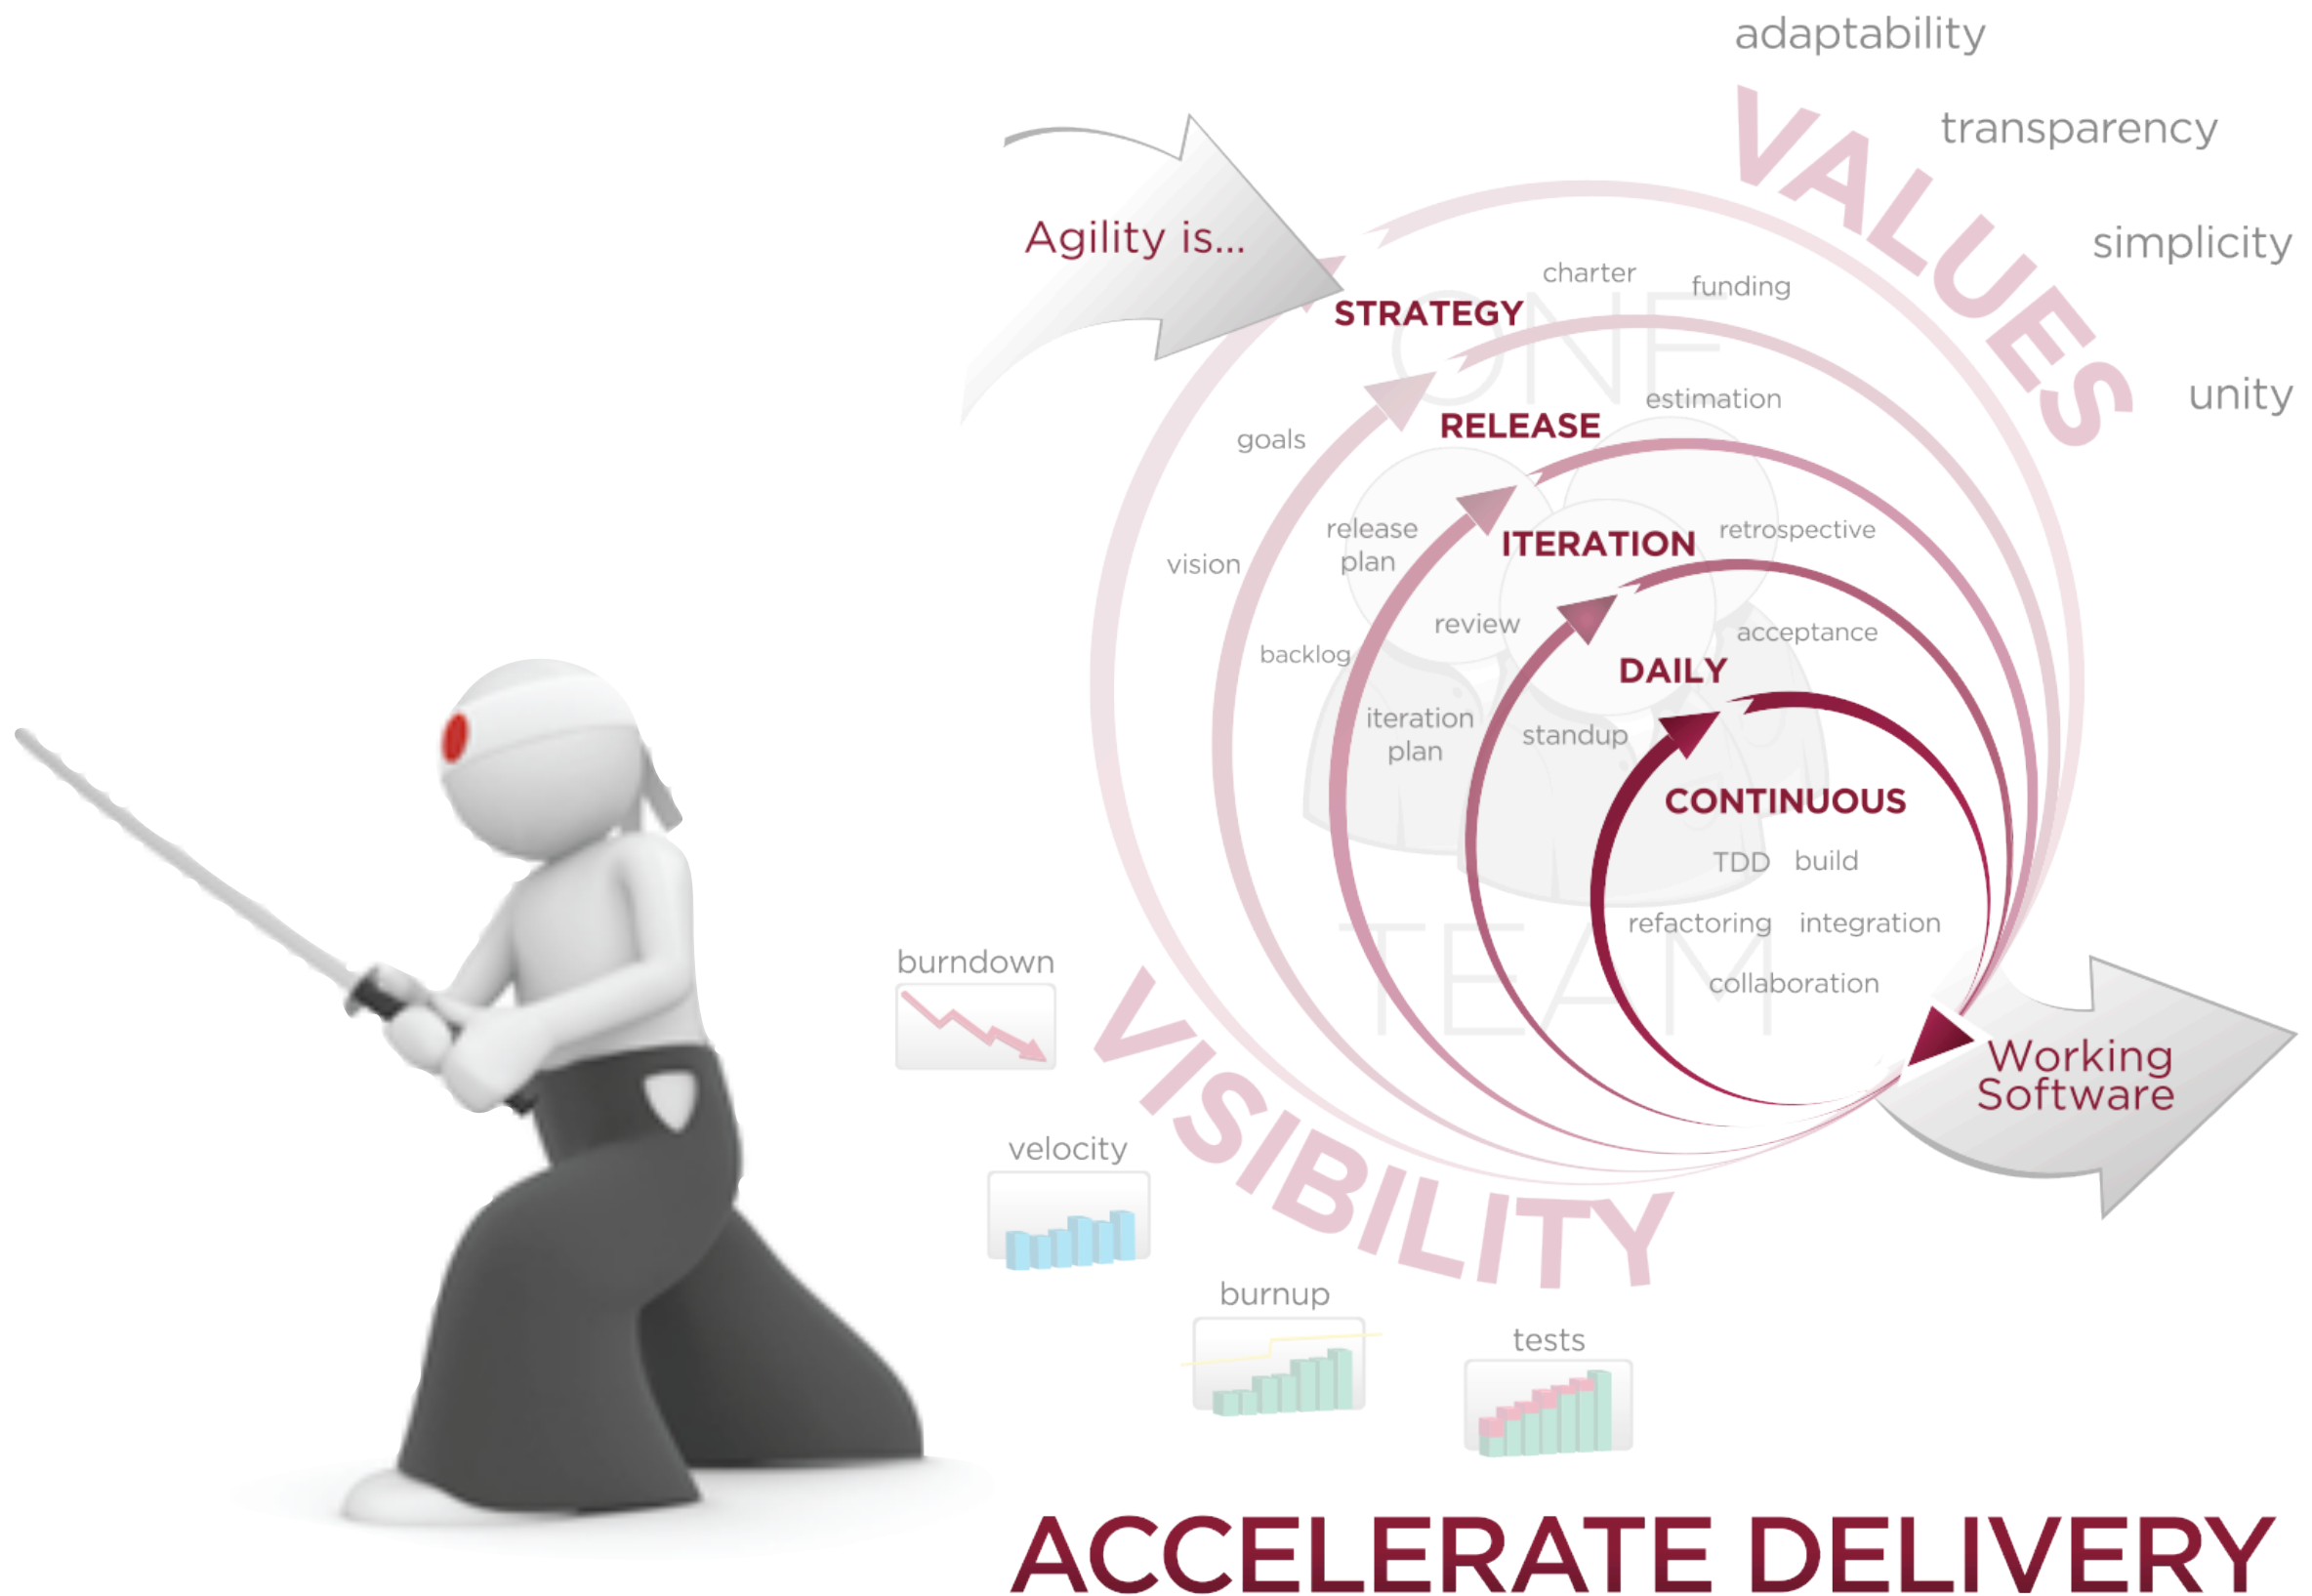 adaptability
VALUES
transparency
simplicity
unity
Agility is...
STRATEGY
charter
funding
ONE
goals
vision
RELEASE
estimation
release
plan
backlog
ITERATION
retrospective
review
iteration
plan
DAILY
acceptance
standup
CONTINUOUS
TDD build
refactoring integration
collaboration
TEAM
Working
Software
VISIBILITY
burndown
velocity
burnup
tests
ACCELERATE DELIVERY